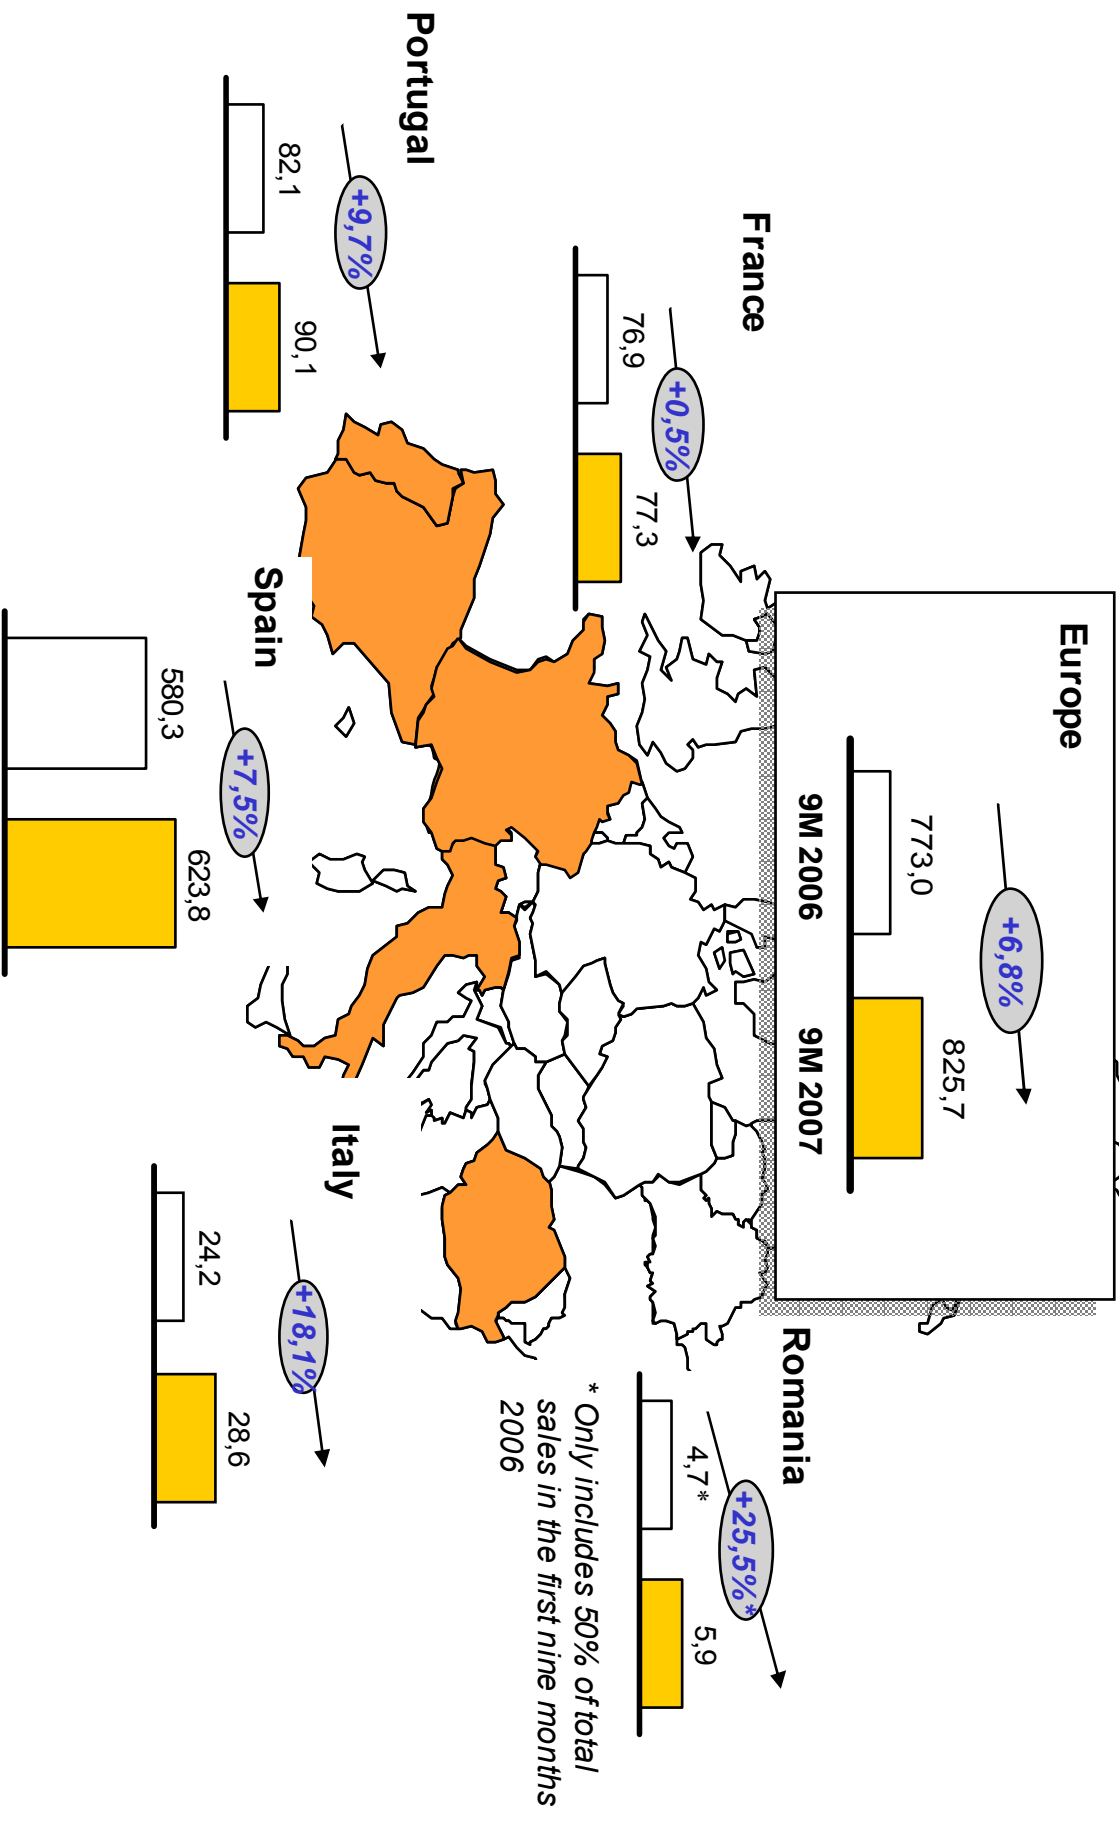 Europe
+6,8%
773,0
825,7
9M 2006
9M 2007
France
+0,5%
76,9
77,3
Portugal
+9,7%
82,1
90,1
Spain
+7,5%
580,3
623,8
Italy
+18,1%
24,2
28,6
Romania
+25,5%*
4,7*
5,9
* Only includes 50% of total
sales in the first nine months
2006